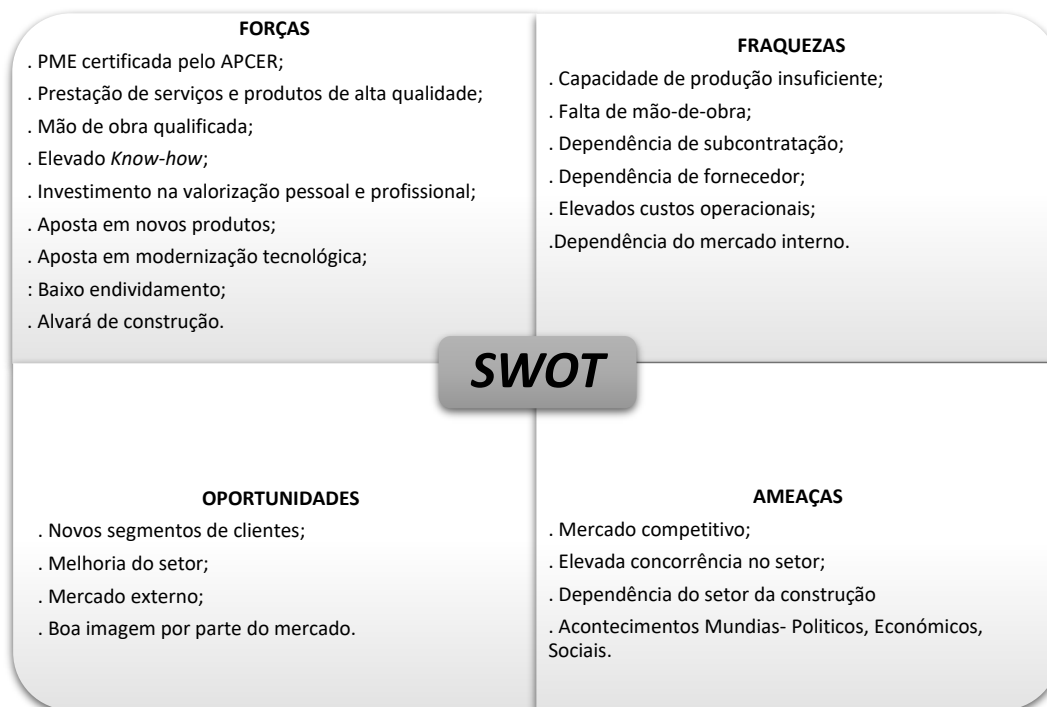 FORÇAS
. PME certificada pelo APCER;
. Prestação de serviços e produtos de alta qualidade;
. Mão de obra qualificada;
. Elevado Know-how;
. Investimento na valorização pessoal e profissional;
. Aposta em novos produtos;
. Aposta em modernização tecnológica;
: Baixo endividamento;
. Alvará de construção.
FRAQUEZAS
. Capacidade de produção insuficiente;
. Falta de mão-de-obra;
. Dependência de subcontratação;
. Dependência de fornecedor;
. Elevados custos operacionais;
.Dependência do mercado interno.
SWOT
OPORTUNIDADES
. Novos segmentos de clientes;
. Melhoria do setor;
. Mercado externo;
. Boa imagem por parte do mercado.
AMEAÇAS
. Mercado competitivo;
. Elevada concorrência no setor;
. Dependência do setor da construção
. Acontecimentos Mundias- Politicos, Económicos,
Sociais.